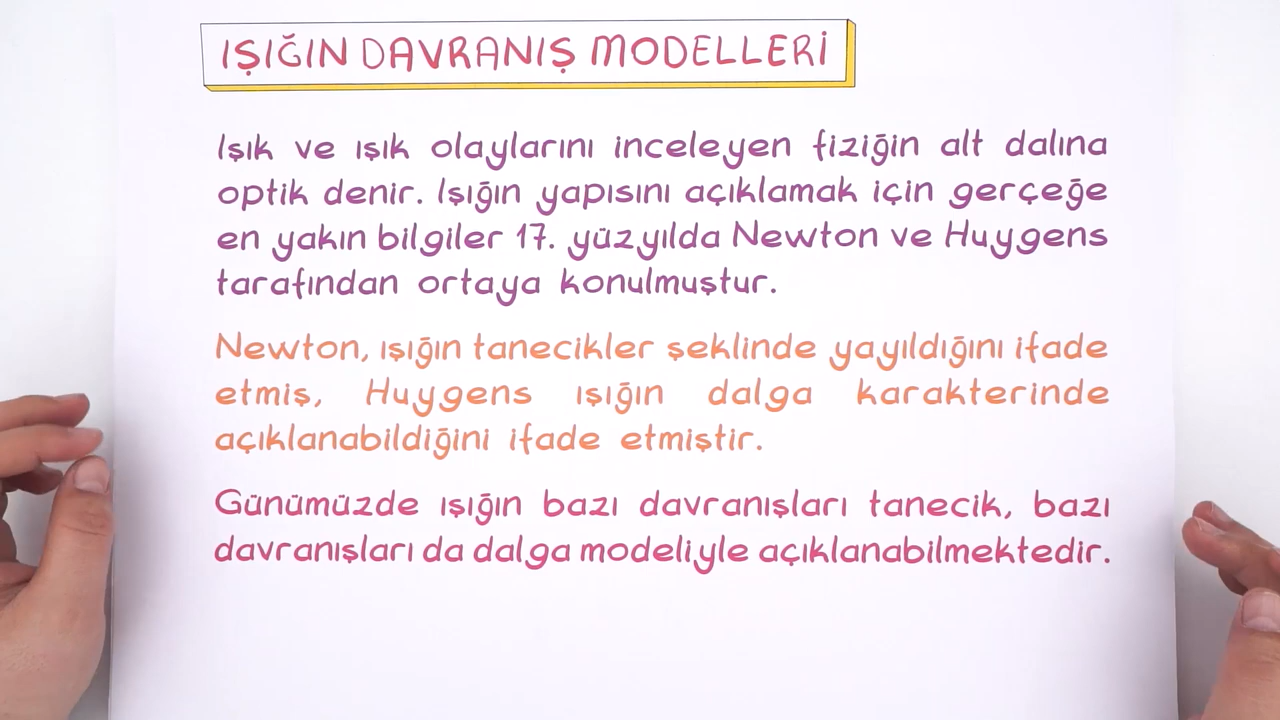 IŞIĞIN DAVRANIŞ MODELLERİ
Işık ve ışık olaylarını inceleyen fiziğin alt dalına
optik denir. Işığın yapısını açıklamak için gerçeğe
en yakın bilgiler 17. yüzyılda Newton ve Huygens
tarafından ortaya konulmuştur.
Newton, ışığın tanecikler şeklinde yayıldığını ifade
etmiş, Huygens ışığın dalga karakterinde
açıklanabildiğini ifade etmiştir.
Günümüzde ışığın bazı davranışları tanecik, bazı
davranışları da dalga modeliyle açıklanabilmektedir.